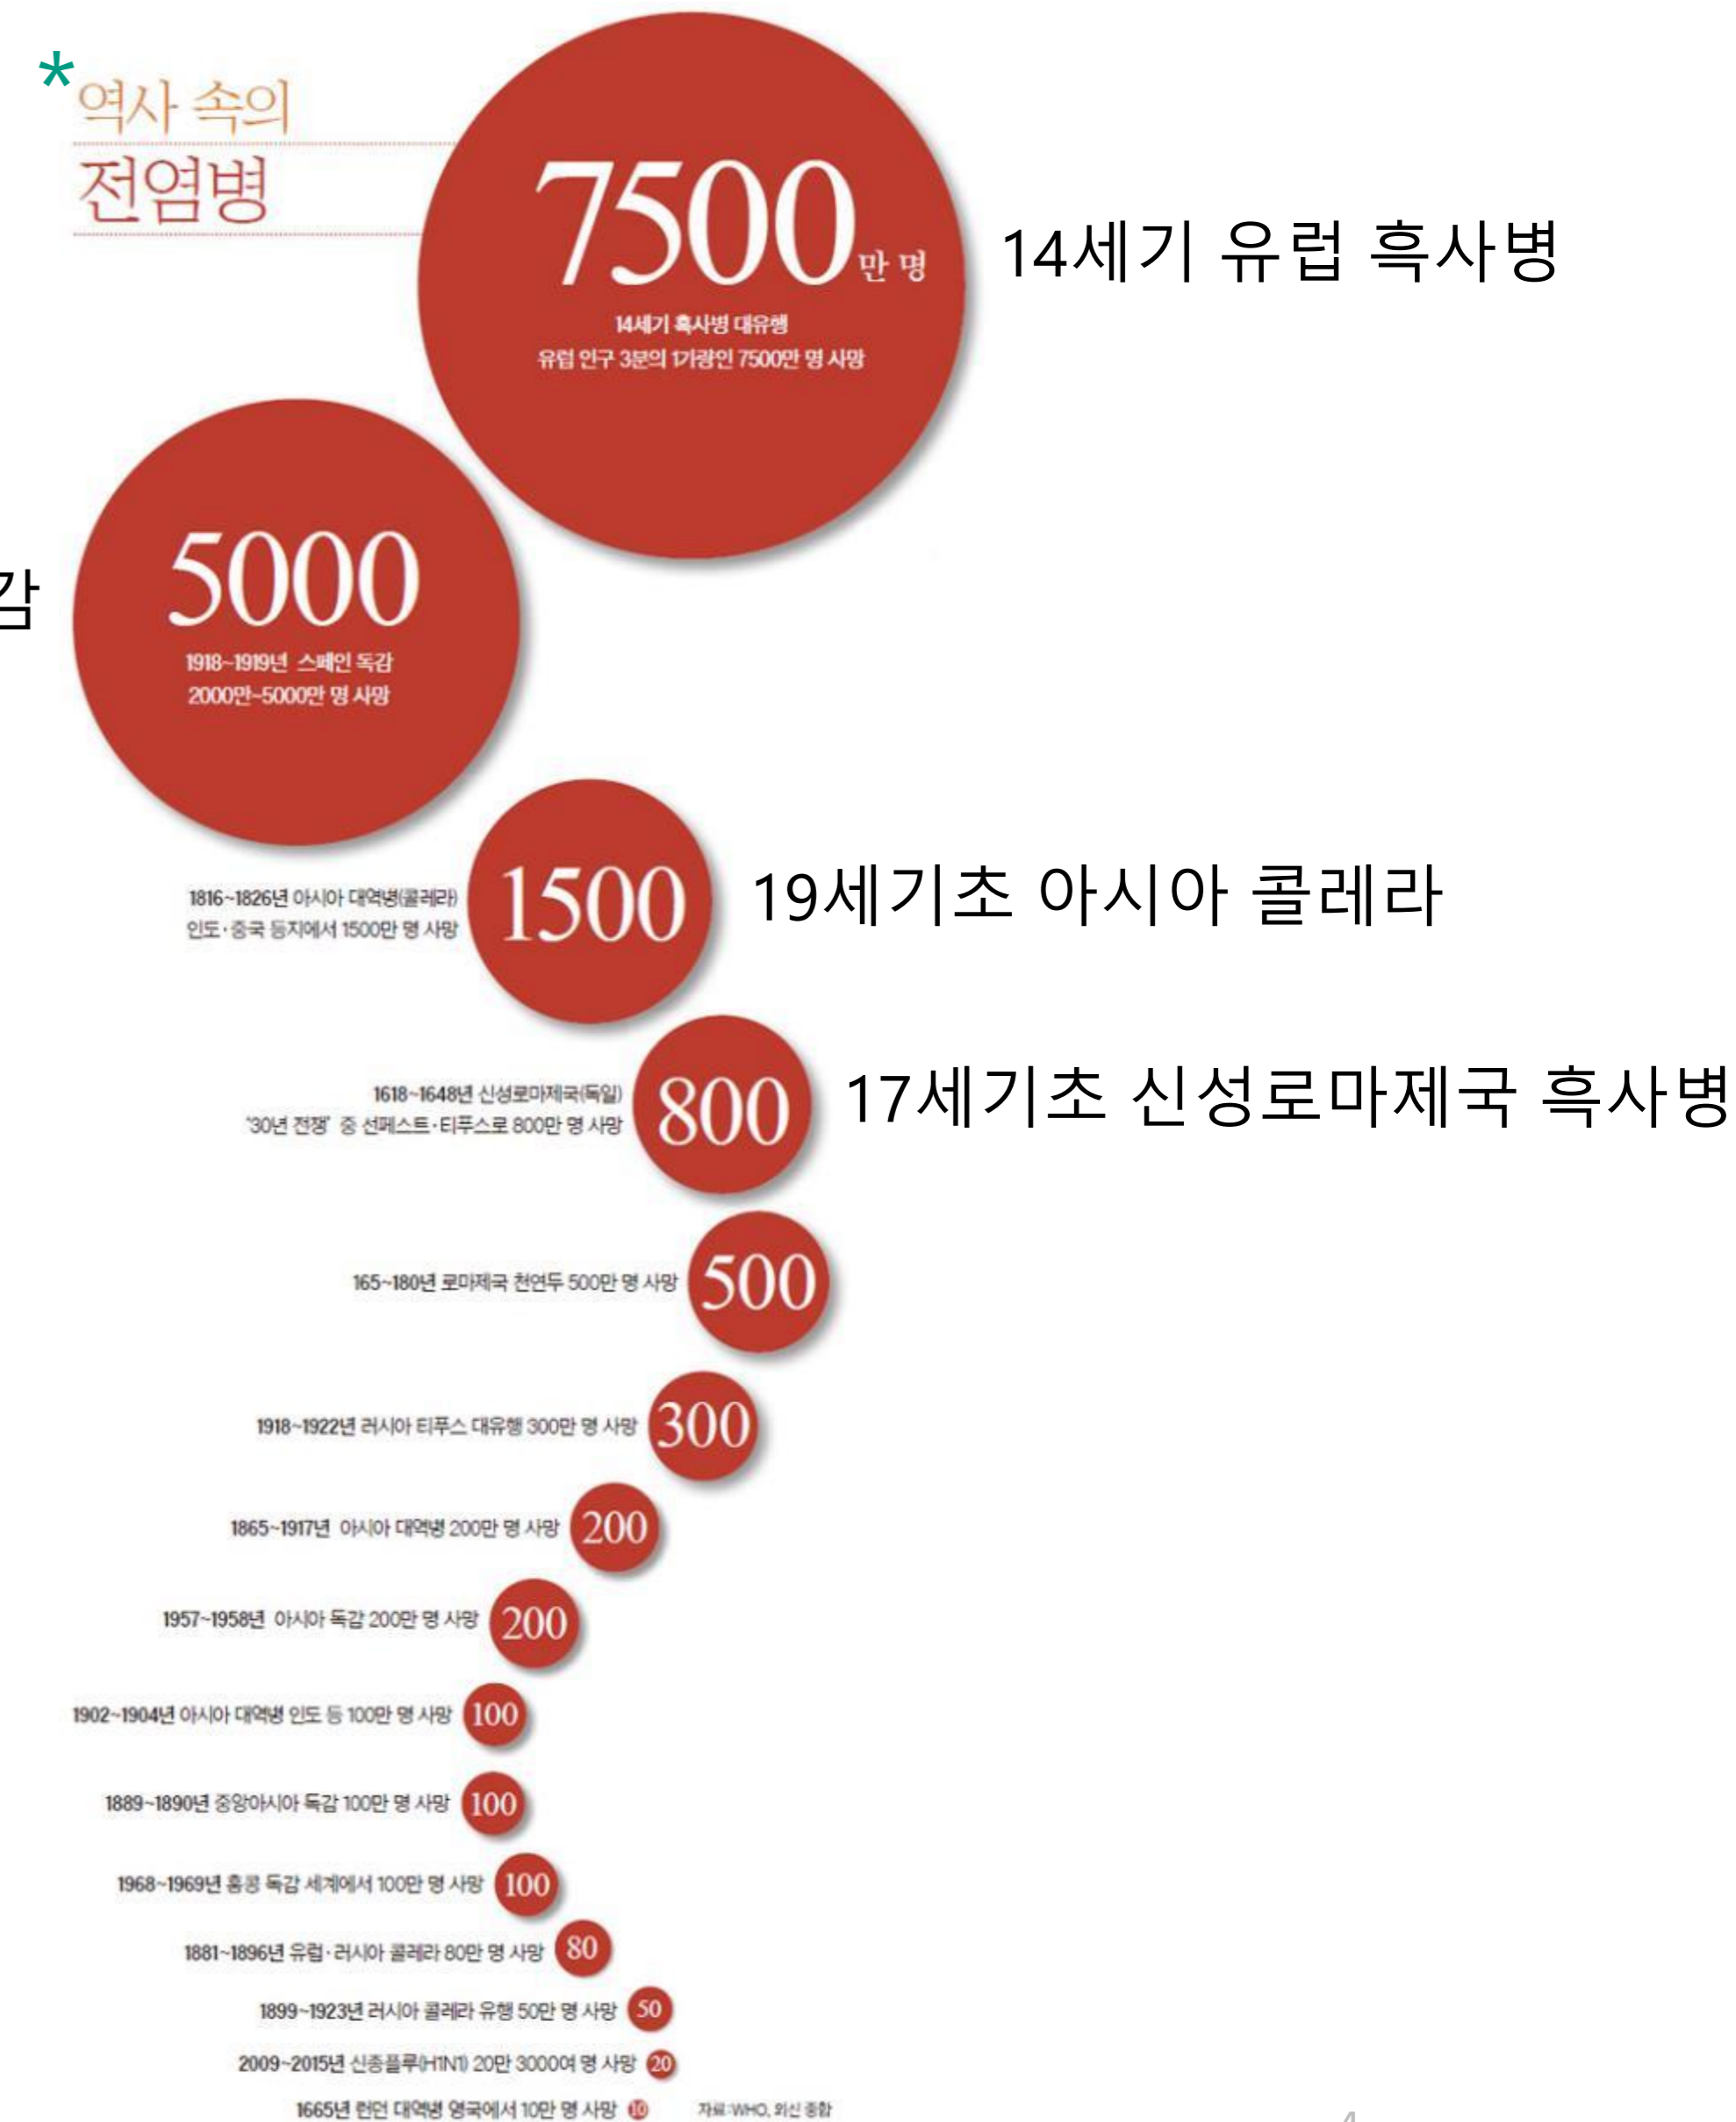 *
역사 속의
전염병
7500만 명
14세기 흑사병 대유행
유럽 인구 3분의 1가량인 7500만 명 사망
14세기 유럽 흑사병
감
5000
1918~1919년 스페인 독감
2000만~5000만 명 사망
1816~1826년 아시아 대역병(콜레라)
인도·중국 등지에서 1500만 명 사망
1500
19세기초 아시아 콜레라
1618~1648년 신성로마제국(독일)
'30년 전쟁' 중 선페스트·티푸스로 800만 명 사망
800
17세기초 신성로마제국 흑사병
165~180년 로마제국 천연두 500만 명 사망
500
1918~1922년 러시아 티푸스 대유행 300만 명 사망
300
1865~1917년 아시아 대역병 200만 명 사망
200
1957~1958년 아시아 독감 200만 명 사망
200
1902~1904년 아시아 대역병 인도 등 100만 명 사망
100
1889~1890년 중앙아시아 독감 100만 명 사망
100
1968~1969년 홍콩 독감 세계에서 100만 명 사망
100
1881~1896년 유럽·러시아 콜레라 80만 명 사망
80
1899~1923년 러시아 콜레라 유행 50만 명 사망
50
2009~2015년 신종플루(H1N1) 20만 3000여 명 사망
20
1665년 런던 대역병 영국에서 10만 명 사망
10
자료:WHO, 외신 종합